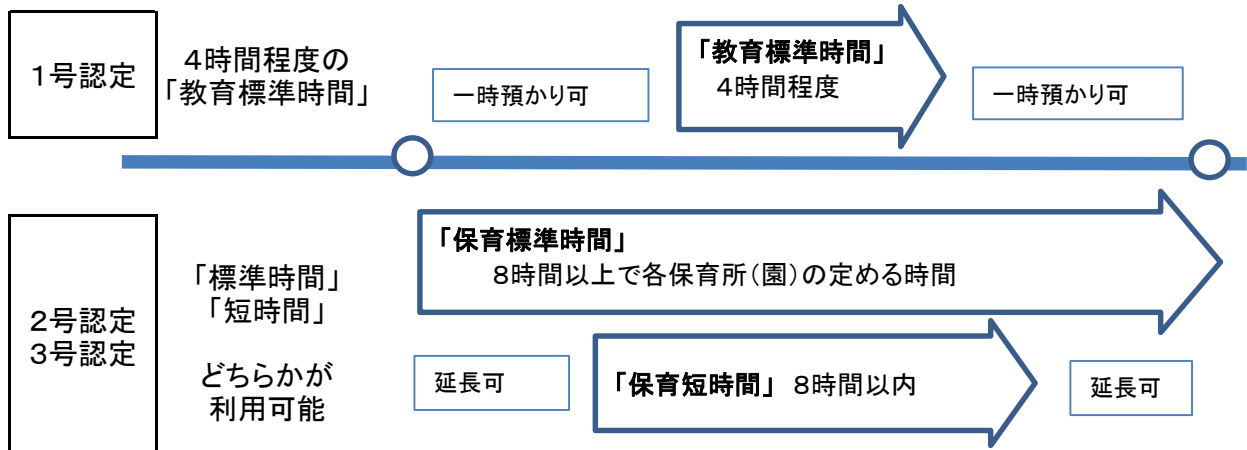 1号認定
4時間程度の
「教育標準時間」
一時預かり可
「教育標準時間」
4時間程度
一時預かり可
2号認定
3号認定
「標準時間」
「短時間」
どちらかが
利用可能
「保育標準時間」
8時間以上で各保育所(園)の定める時間
延長可
「保育短時間」 8時間以内
延長可